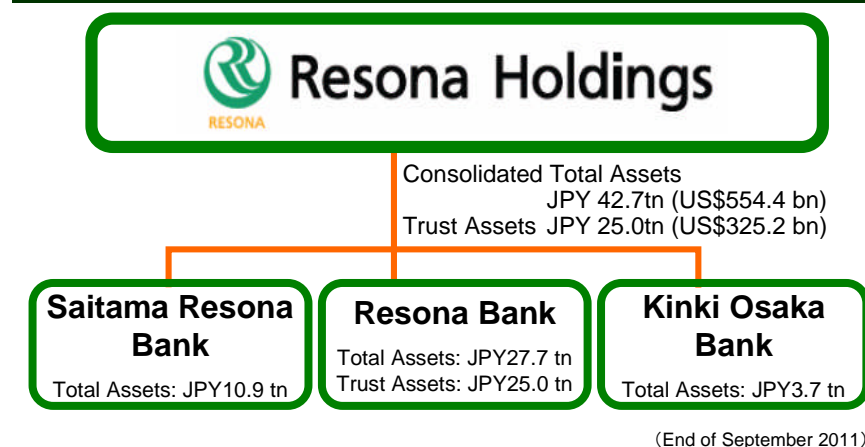 Resona Holdings
RESONA
Consolidated Total Assets
JPY 42.7tn (US$554.4 bn)
Trust Assets JPY 25.0tn (US$325.2 bn)
Saitama Resona
Bank
Total Assets: JPY10.9 tn
Resona Bank
Total Assets: JPY27.7 tn
Trust Assets: JPY25.0 tn
Kinki Osaka
Bank
Total Assets: JPY3.7 tn
(End of September 2011)